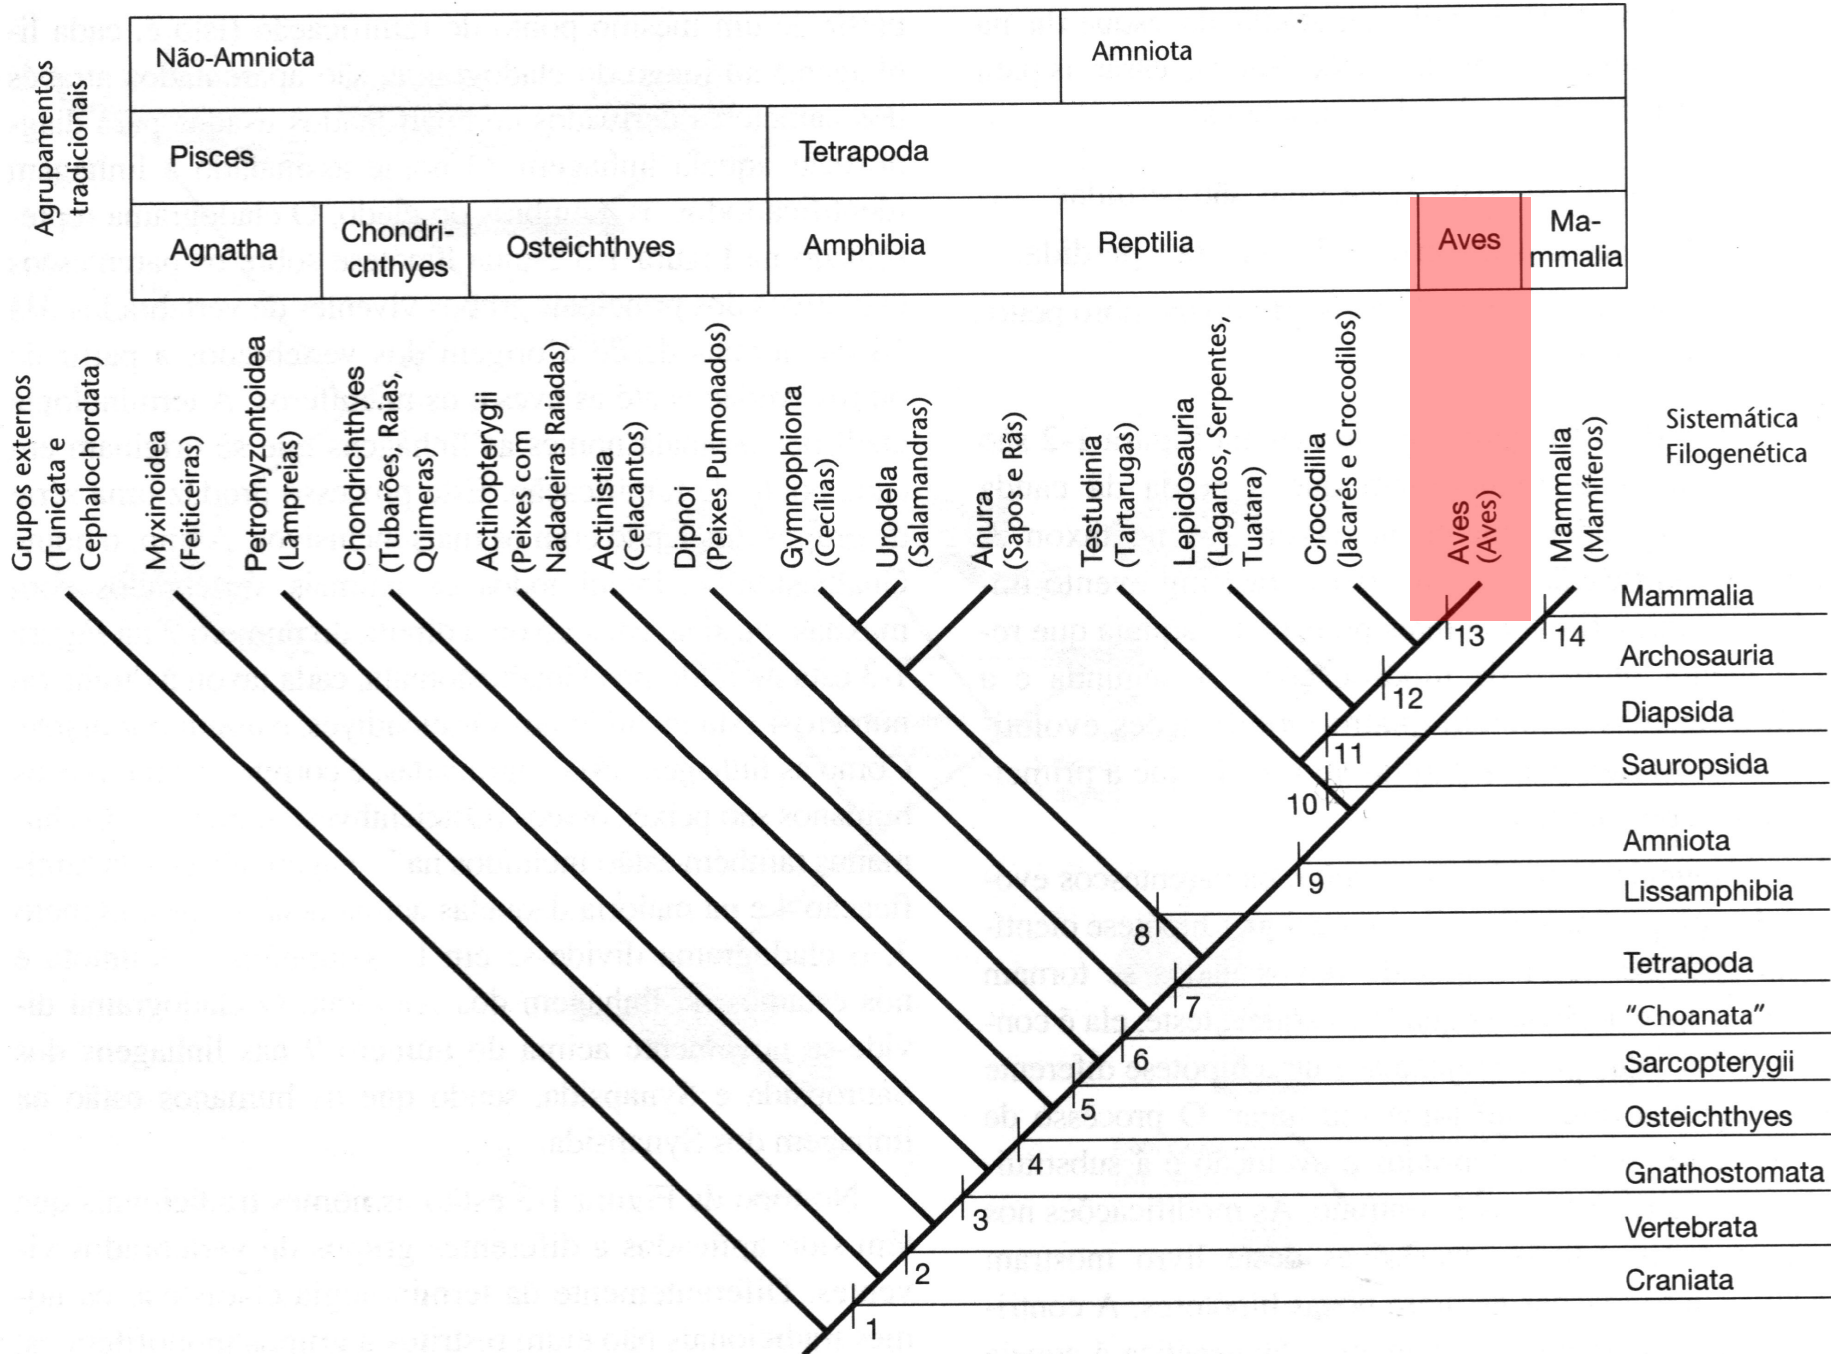 Agrupamentos
tradicionais
Não-Amniota
Amniota
Pisces
Tetrapoda
Agnatha
Chondri-
chthyes
Osteichthyes
Amphibia
Reptilia
Aves
Ma-
mmalia
Grupos externos
(Tunicata e
Cephalochordata)
Myxinoidea
(Feiticeiras)
Petronyzontoidea
(Lampreias)
Chondrichthyes
(Tubarões, Raias,
Quimeras)
Actinopterygii
(Peixes com
Nadadeiras Raiadas)
Actinistia
(Celacantos)
Dipnoi
(Peixes Pulmonados)
Gymnophiona
(Cecílias)
Urodela
(Salamandras)
Anura
(Sapos e Rãs)
Testudinia
(Tartarugas)
Lepidosauria
(Lagartos, Serpentes,
Tuatara)
Crocodilia
(Jacarés e Crocodilos)
Aves
(Aves)
Mammalia
(Mamíferos)
Sistemática
Filogenética
Mammalia
13
14
Archosauria
12
Diapsida
11
Sauropsida
10
Amniota
9
Lissamphibia
8
Tetrapoda
7
"Choanata"
6
Sarcopterygii
5
Osteichthyes
4
Gnathostomata
3
Vertebrata
2
Craniata
1